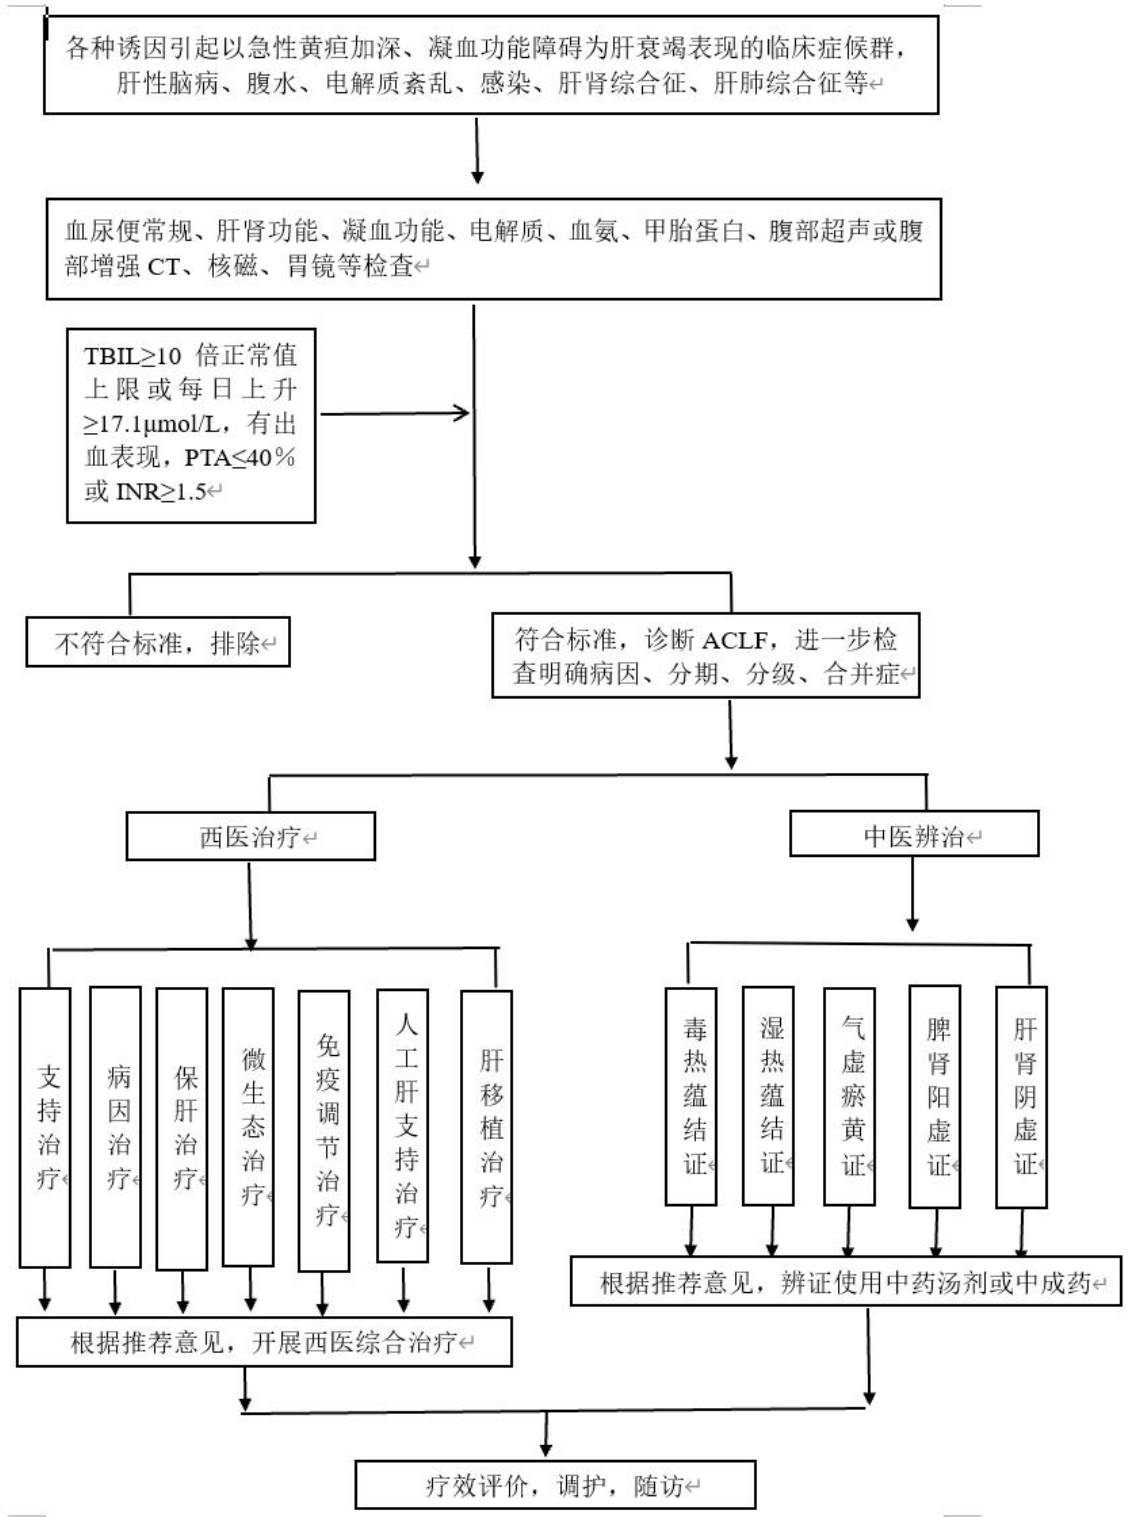 各种诱因引起以急性黄疸加深、凝血功能障碍为肝衰竭表现的临床症候群，
肝性脑病、腹水、电解质紊乱、感染、肝肾综合征、肝肺综合征等
血尿便常规、肝肾功能、凝血功能、电解质、血氨、甲胎蛋白、腹部超声或腹
部增强 CT、核磁、胃镜等检查
TBIL≥10 倍正常值
上限或每日上升
≥17.1μmol/L，有出
血表现，PTA≤40%
或 INR≥1.5
不符合标准，排除
符合标准，诊断 ACLF，进一步检
查明确病因、分期、分级、合并症
西医治疗
中医辨治
支持治疗
病因治疗
保肝治疗
微生态治疗
免疫调节治疗
人工肝支持治疗
肝移植治疗
毒热蕴结证
湿热蕴结证
气虚瘀黄证
脾肾阳虚证
肝肾阴虚证
根据推荐意见，辨证使用中药汤剂或中成药
根据推荐意见，开展西医综合治疗
疗效评价，调护，随访